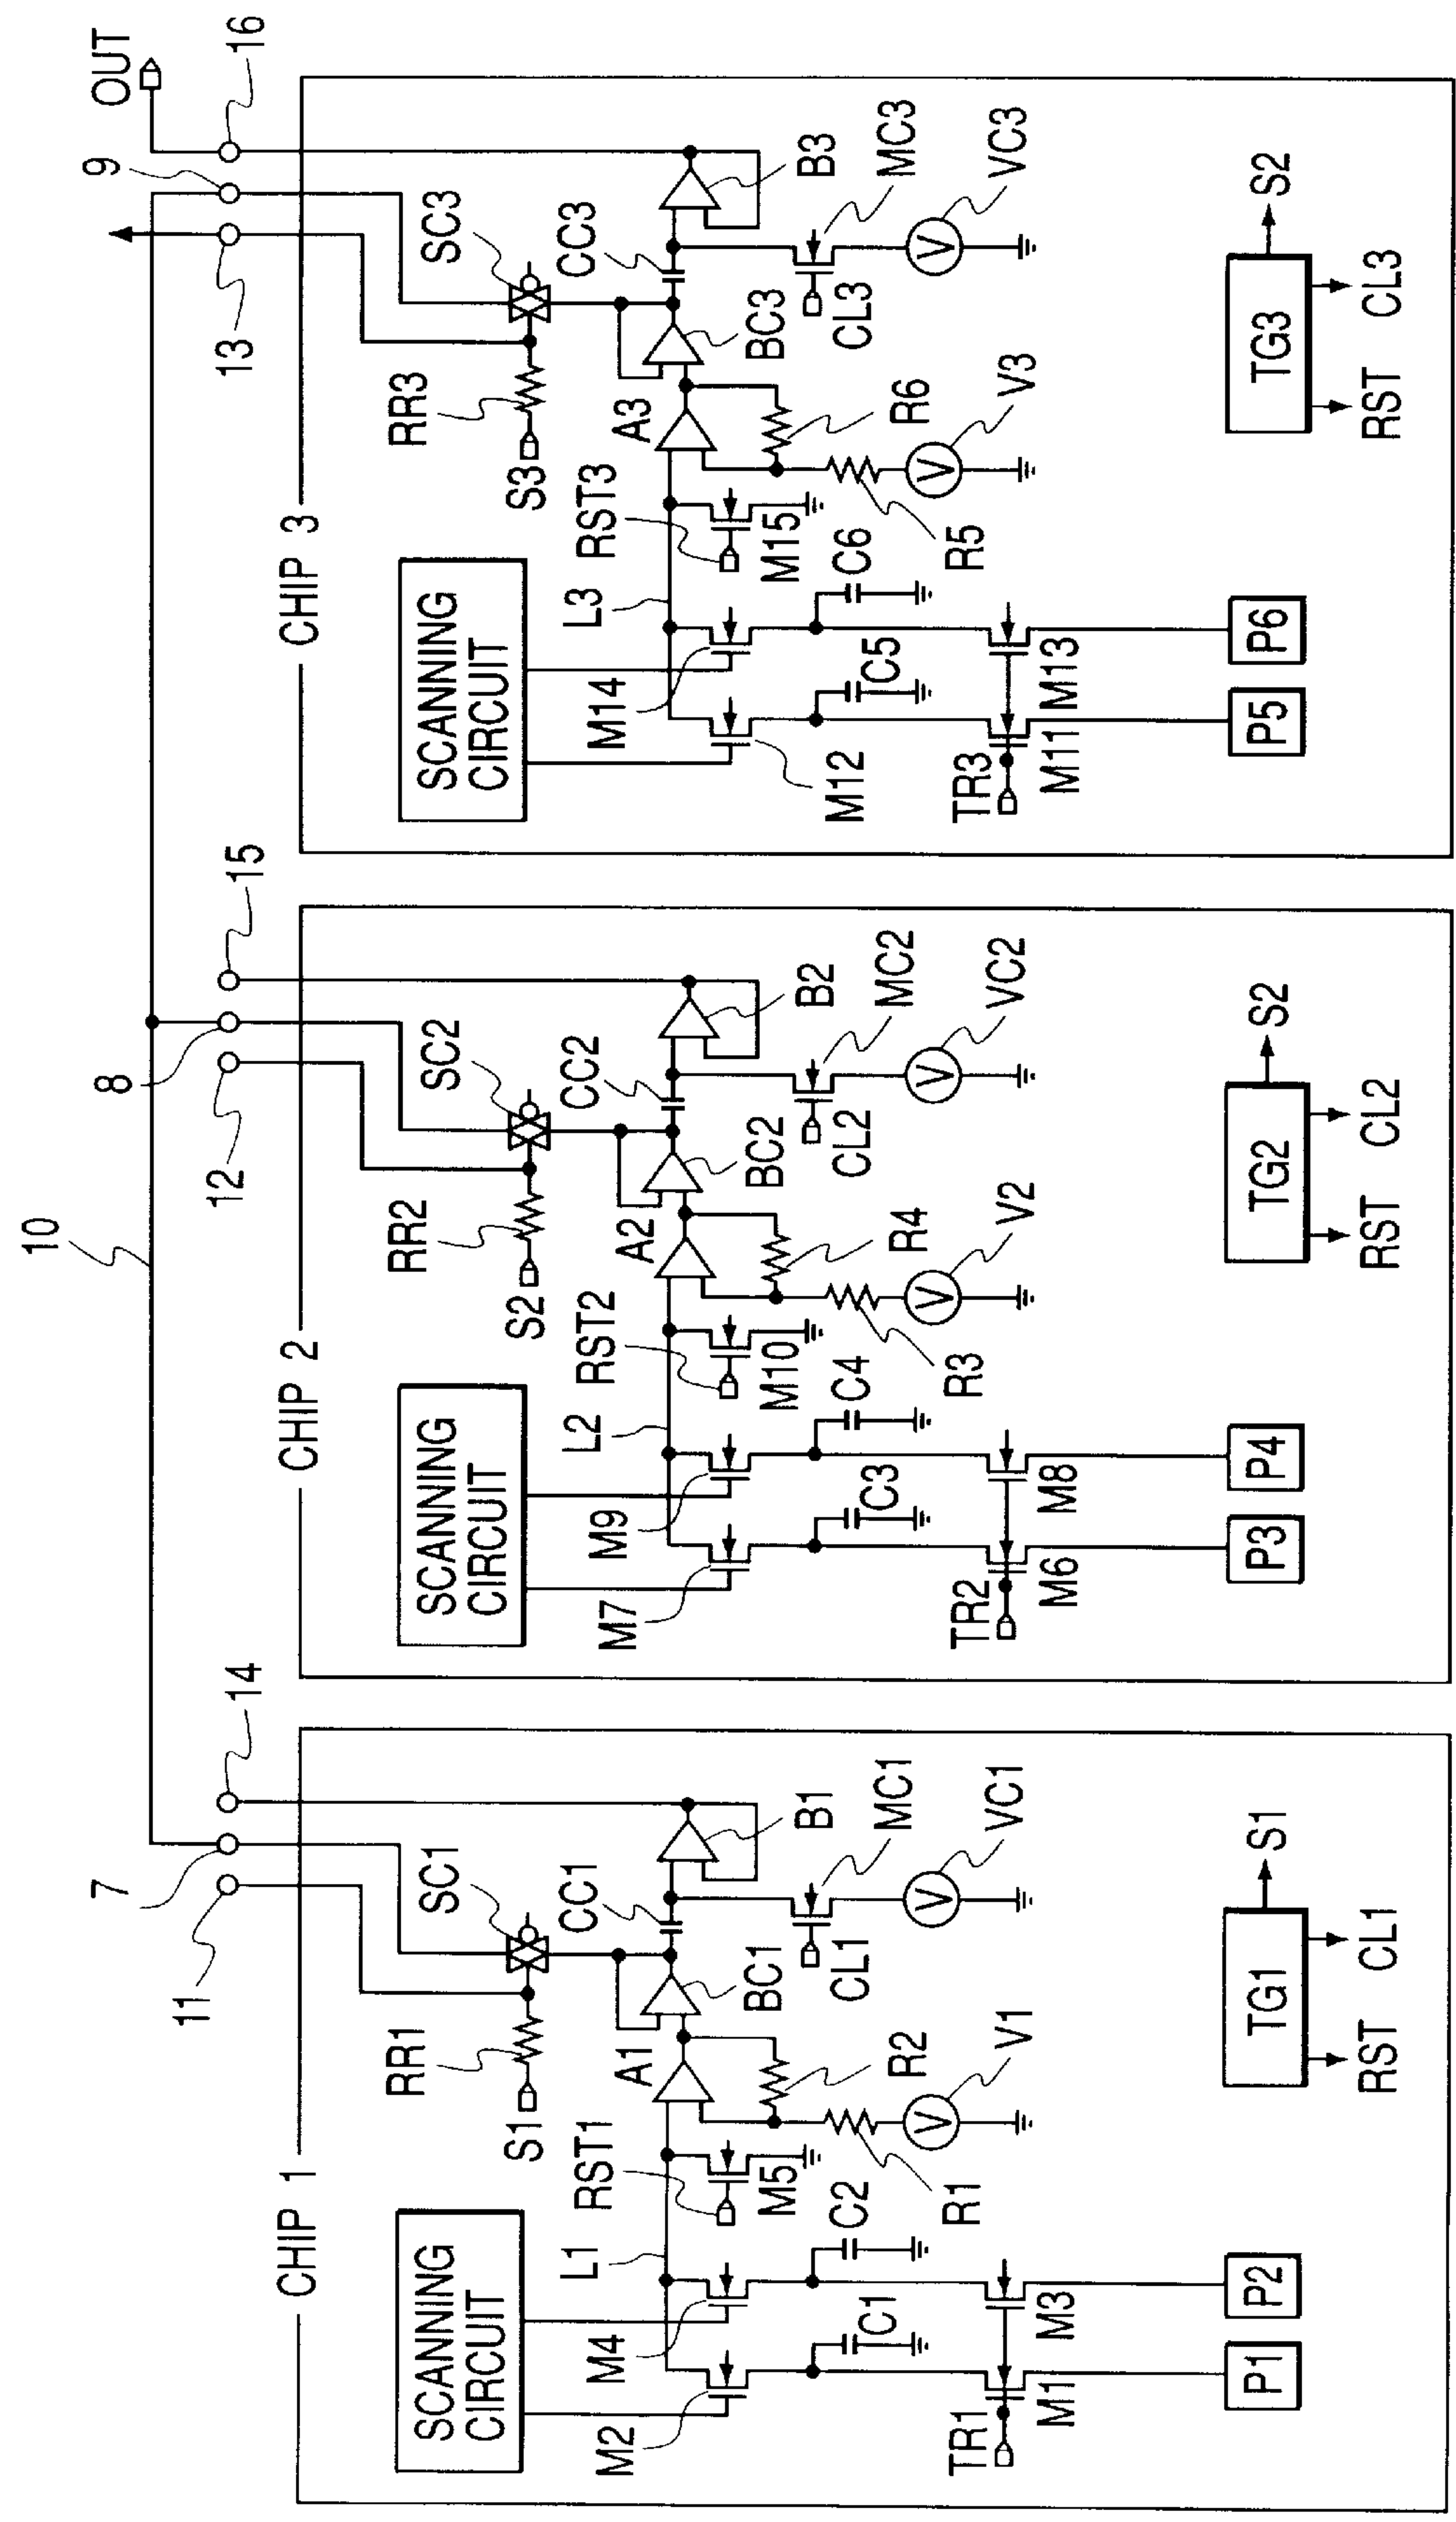 10
OUT
7
8
9
11
14
12
15
13
16
CHIP 1
SCANNING
CIRCUIT
RR1
S1
SC1
L1
RST1
A1
CC1
M2
M4
M5
BC1
B1
C1
C2
R1
R2
CL1
MC1
V
V1
V
VC1
TR1
M1
M3
P1
P2
TG1
S1
RST
CL1
CHIP 2
SCANNING
CIRCUIT
RR2
S2
SC2
L2
RST2
A2
CC2
M7
M9
M10
BC2
B2
C3
C4
R3
R4
CL2
MC2
V
V2
V
VC2
TR2
M6
M8
P3
P4
TG2
S2
RST
CL2
CHIP 3
SCANNING
CIRCUIT
RR3
S3
SC3
L3
RST3
A3
CC3
M12
M14
M15
BC3
B3
C5
C6
R5
R6
CL3
MC3
V
V3
V
VC3
TR3
M11
M13
P5
P6
TG3
S2
RST
CL3